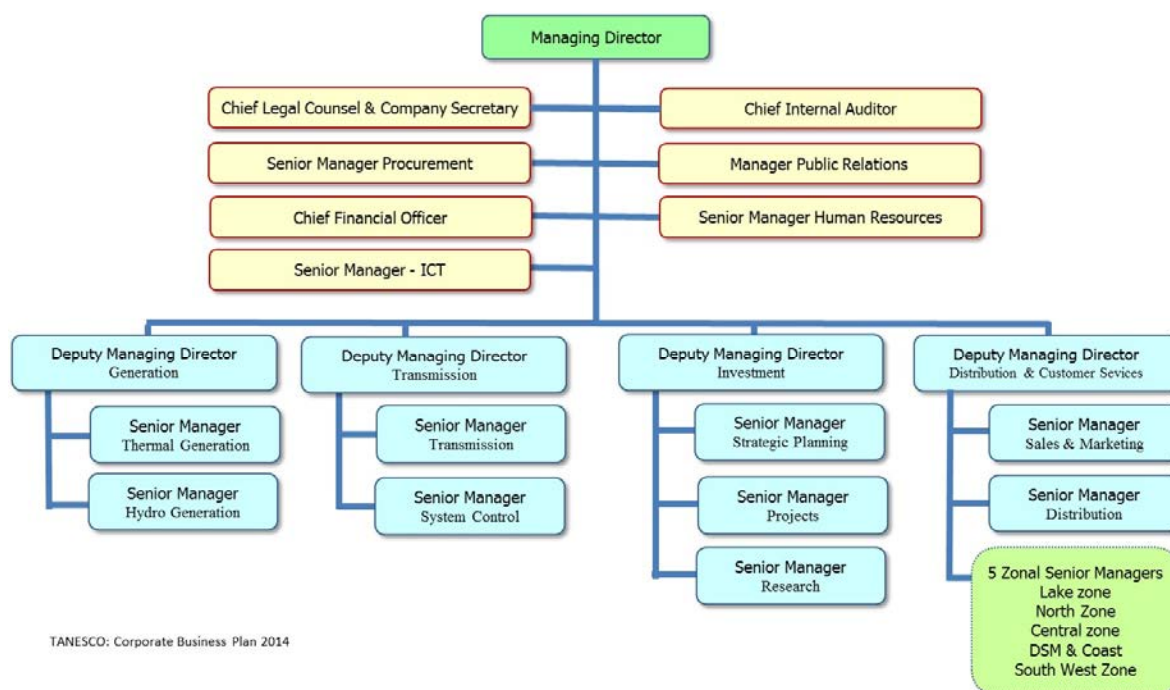 Managing Director
Chief Legal Counsel & Company Secretary
Chief Internal Auditor
Senior Manager Procurement
Manager Public Relations
Chief Financial Officer
Senior Manager Human Resources
Senior Manager - ICT
Deputy Managing Director
Generation
Senior Manager
Thermal Generation
Senior Manager
Hydro Generation
Deputy Managing Director
Transmission
Senior Manager
Transmission
Senior Manager
System Control
Deputy Managing Director
Investment
Senior Manager
Strategic Planning
Senior Manager
Projects
Senior Manager
Research
Deputy Managing Director
Distribution & Customer Sevices
Senior Manager
Sales & Marketing
Senior Manager
Distribution
5 Zonal Senior Managers
Lake zone
North Zone
Central zone
DSM & Coast
South West Zone
TANESCO: Corporate Business Plan 2014